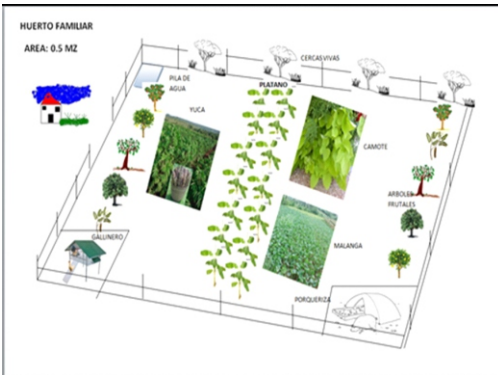 HUERTO FAMILIAR
AREA: 0.5 MZ
CERCAS VIVAS
PILA DE
AGUA
PLATANO
YUCA
CAMOTE
ARBOLES
FRUTALES
GALLINERO
MALANGA
PORQUERIZA